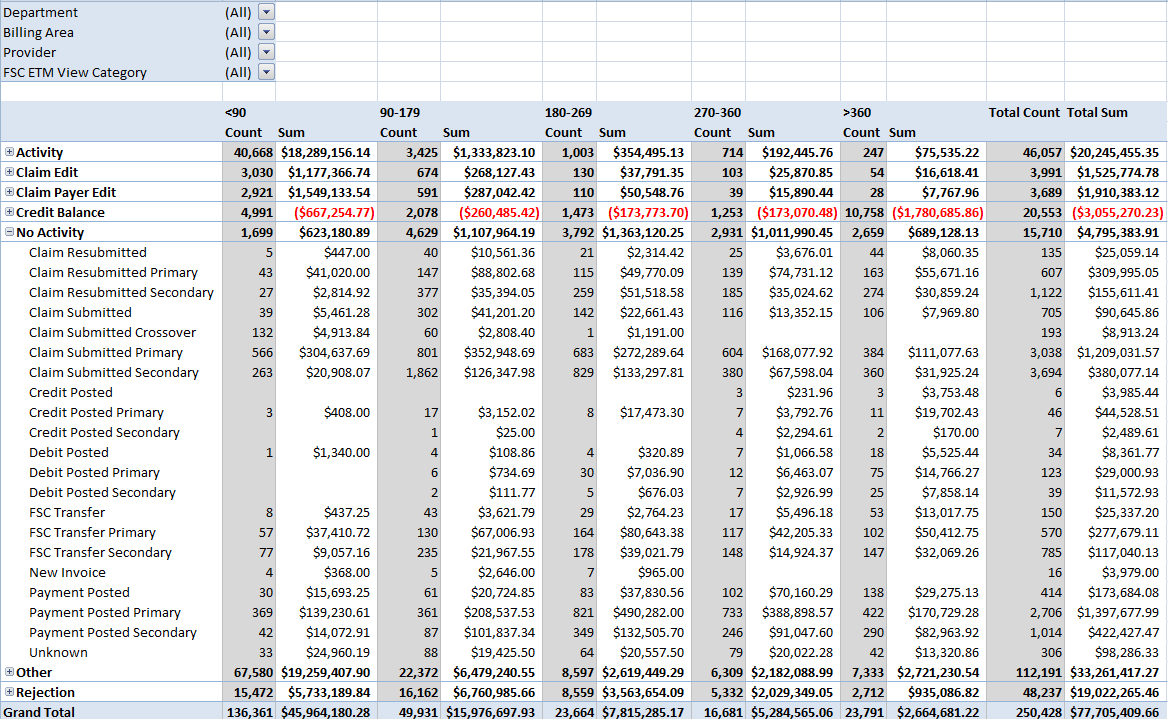 Department (All)
Billing Area (All)
Provider (All)
FSC ETM View Category (All)
<90 90-179 180-269 270-360 >360 Total Count Total Sum
Count Sum Count Sum Count Sum Count Sum Count Sum
Activity 40,668 $18,289,156.14 3,425 $1,333,823.10 1,003 $354,495.13 714 $192,445.76 247 $75,535.22 46,057 $20,245,455.35
Claim Edit 3,030 $1,177,366.74 674 $268,127.43 130 $37,791.35 103 $25,870.85 54 $16,618.41 3,991 $1,525,774.78
Claim Payer Edit 2,921 $1,549,133.54 591 $287,042.42 110 $50,548.76 39 $15,890.44 28 $7,767.96 3,689 $1,910,383.12
Credit Balance 4,991 ($667,254.77) 2,078 ($260,485.42) 1,473 ($173,773.70) 1,253 ($173,070.48) 10,758 ($1,780,685.86) 20,553 ($3,055,270.23)
No Activity 1,699 $623,180.89 4,629 $1,107,964.19 3,792 $1,363,120.25 2,931 $1,011,990.45 2,659 $689,128.13 15,710 $4,795,383.91
Claim Resubmitted 5 $447.00 40 $10,561.36 21 $2,314.42 25 $3,676.01 44 $8,060.35 135 $25,059.14
Claim Resubmitted Primary 43 $41,020.00 147 $88,802.68 115 $49,770.09 139 $74,731.12 163 $55,671.16 607 $309,995.05
Claim Resubmitted Secondary 27 $2,814.92 377 $35,394.05 259 $51,518.58 185 $35,024.62 274 $30,859.24 1,122 $155,611.41
Claim Submitted 39 $5,461.28 302 $41,201.20 142 $22,661.43 116 $13,352.15 106 $7,969.80 705 $90,645.86
Claim Submitted Crossover 132 $4,913.84 60 $2,808.40 1 $1,191.00 193 $8,913.24
Claim Submitted Primary 566 $304,637.69 801 $352,948.69 683 $272,289.64 604 $168,077.92 384 $111,077.63 3,038 $1,209,031.57
Claim Submitted Secondary 263 $20,908.07 1,862 $126,347.98 829 $133,297.81 380 $67,598.04 360 $31,925.24 3,694 $380,077.14
Credit Posted 3 $231.96 3 $3,753.48 6 $3,985.44
Credit Posted Primary 3 $408.00 17 $3,152.02 8 $17,473.30 7 $3,792.76 11 $19,702.43 46 $44,528.51
Credit Posted Secondary 1 $25.00 4 $2,294.61 2 $170.00 7 $2,489.61
Debit Posted 1 $1,340.00 4 $108.86 4 $320.89 7 $1,066.58 18 $5,525.44 34 $8,361.77
Debit Posted Primary 6 $734.69 30 $7,036.90 12 $6,463.07 75 $14,766.27 123 $29,000.93
Debit Posted Secondary 2 $111.77 5 $676.03 7 $2,926.99 25 $7,858.14 39 $11,572.93
FSC Transfer 8 $437.25 43 $3,621.79 29 $2,764.23 17 $5,496.18 53 $13,017.75 150 $25,337.20
FSC Transfer Primary 57 $37,410.72 130 $67,006.93 164 $80,643.38 117 $42,205.33 102 $50,412.75 570 $277,679.11
FSC Transfer Secondary 77 $9,057.16 235 $21,967.55 178 $39,021.79 148 $14,924.37 147 $32,069.26 785 $117,040.13
New Invoice 4 $368.00 5 $2,646.00 7 $965.00 16 $3,979.00
Payment Posted 30 $15,693.25 61 $20,724.85 83 $37,830.56 102 $70,160.29 138 $29,275.13 414 $173,684.08
Payment Posted Primary 369 $139,230.61 361 $208,537.53 821 $490,282.00 733 $388,898.57 422 $170,729.28 2,706 $1,397,677.99
Payment Posted Secondary 42 $14,072.91 87 $101,837.34 349 $132,505.70 246 $91,047.60 290 $82,963.92 1,014 $422,427.47
Unknown 33 $24,960.19 88 $19,425.50 64 $20,557.50 79 $20,022.28 42 $13,320.86 306 $98,286.33
Other 67,580 $19,259,407.90 22,372 $6,479,240.55 8,597 $2,619,449.29 6,309 $2,182,088.99 7,333 $2,721,230.54 112,191 $33,261,417.27
Rejection 15,472 $5,733,189.84 16,162 $6,760,985.66 8,559 $3,563,654.09 5,332 $2,029,349.05 2,712 $935,086.82 48,237 $19,022,265.46
Grand Total 136,361 $45,964,180.28 49,931 $15,976,697.93 23,664 $7,815,285.17 16,681 $5,284,565.06 23,791 $2,664,681.22 250,428 $77,705,409.66